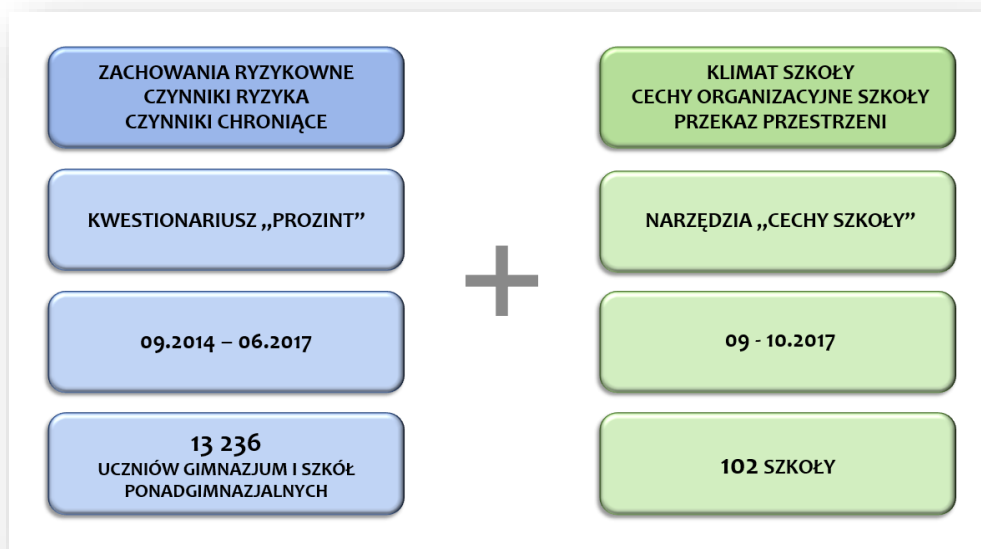 ZACHOWANIA RYZYKOWNE
CZYNNIKI RYZYKA
CZYNNIKI CHRONIĄCE
KWESTIONARIUSZ „PROZINT”
09.2014 – 06.2017
13 236
UCZNIÓW GIMNAZJUM I SZKÓŁ
PONADGIMNAZJALNYCH
+
KLIMAT SZKOŁY
CECHY ORGANIZACYJNE SZKOŁY
PRZEKAZ PRZESTRZENI
NARZĘDZIA „CECHY SZKOŁY”
09 - 10.2017
102 SZKOŁY